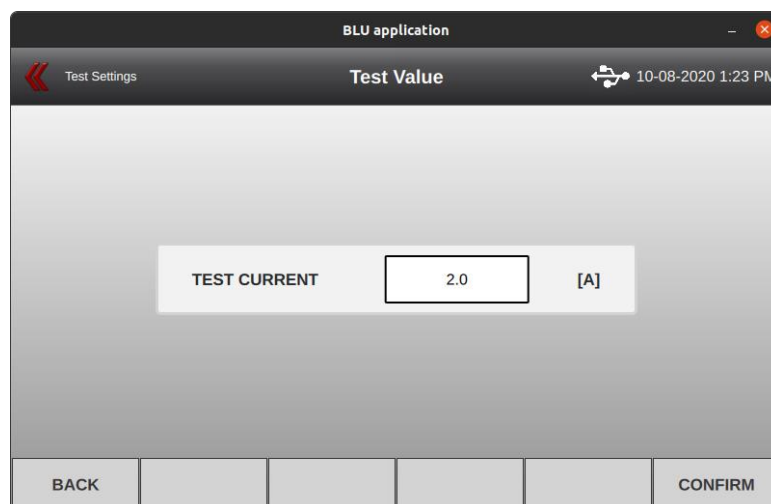 BLU application
Test Settings Test Value 10-08-2020 1:23 PM
TEST CURRENT 2.0 [A]
BACK CONFIRM